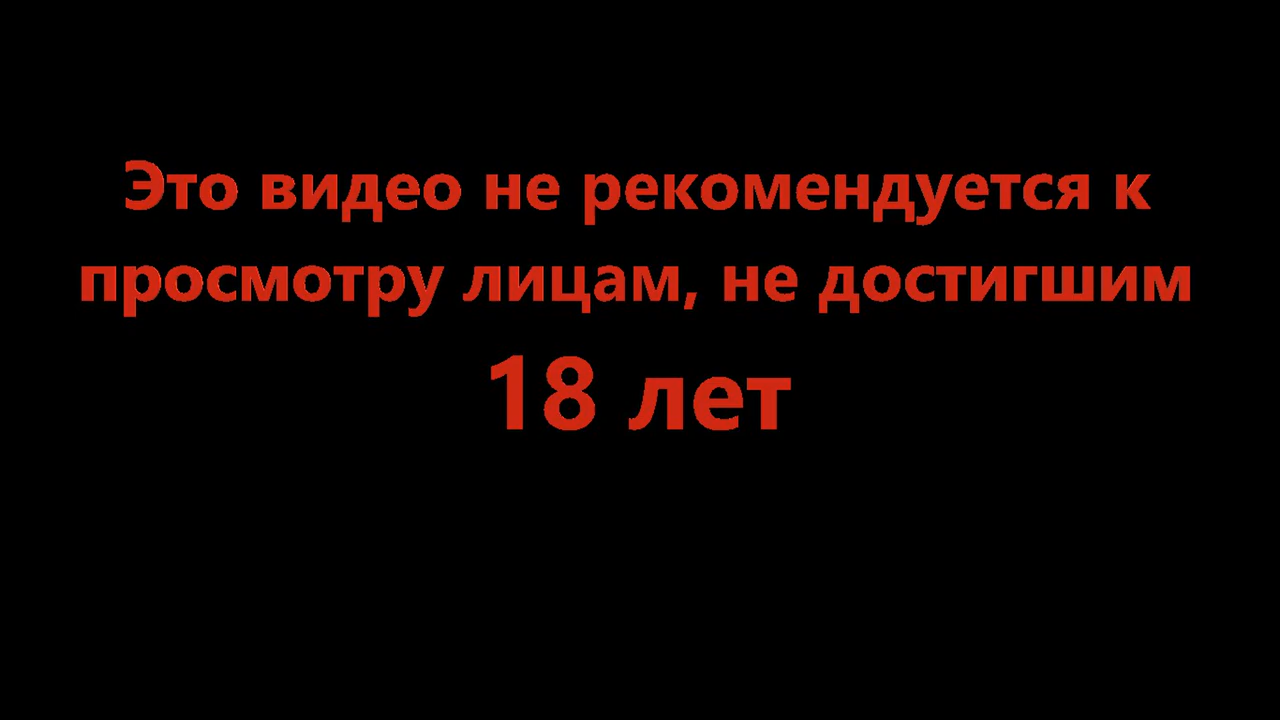 Это видео не рекомендуется к
просмотру лицам, не достигшим
18 лет